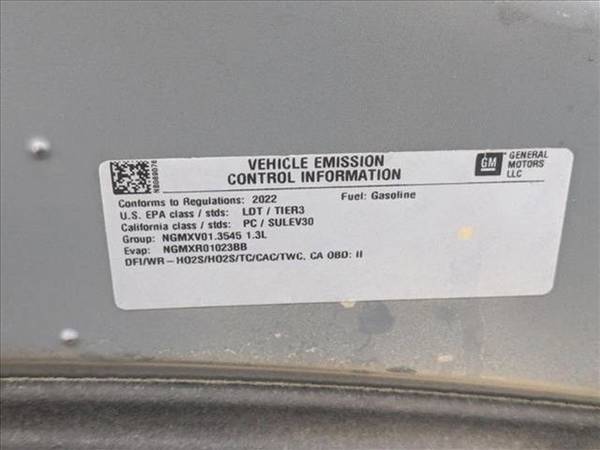 VEHICLE EMISSION
CONTROL INFORMATION
GM
GENERAL
MOTORS
LLC
Conforms to Regulations: 2022 Fuel: Gasoline
U.S. EPA class / stds: LDT / TIER3
California class / stds: PC / SULEV30
Group: NGMXV01.3545 1.3L
Evap: NGMXR01023BB
DFI/WR-HO2S/HO2S/TC/CAC/TWC, CA OBD: II